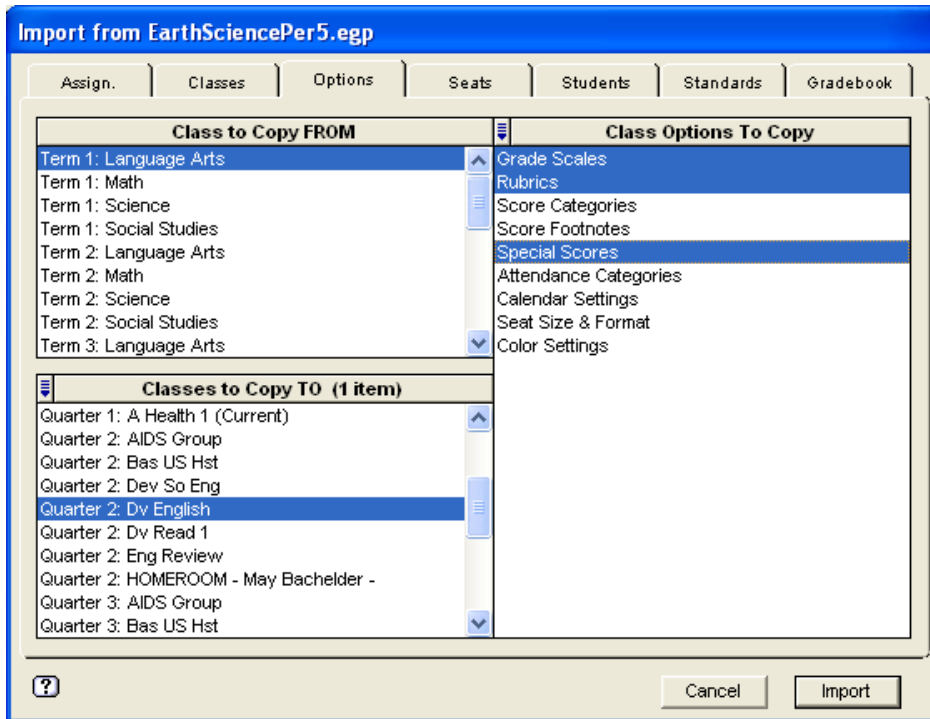 Import from EarthSciencePer5.egp
Assign. Classes Options Seats Students Standards Gradebook
Class to Copy FROM
Term 1: Language Arts
Term 1: Math
Term 1: Science
Term 1: Social Studies
Term 2: Language Arts
Term 2: Math
Term 2: Science
Term 2: Social Studies
Term 3: Language Arts
Classes to Copy TO (1 item)
Quarter 1: A Health 1 (Current)
Quarter 2: AIDS Group
Quarter 2: Bas US Hst
Quarter 2: Dev So Eng
Quarter 2: Dv English
Quarter 2: Dv Read 1
Quarter 2: Eng Review
Quarter 2: HOMEROOM - May Bachelder -
Quarter 3: AIDS Group
Quarter 3: Bas US Hst
Class Options To Copy
Grade Scales
Rubrics
Score Categories
Score Footnotes
Special Scores
Attendance Categories
Calendar Settings
Seat Size & Format
Color Settings
?
Cancel Import